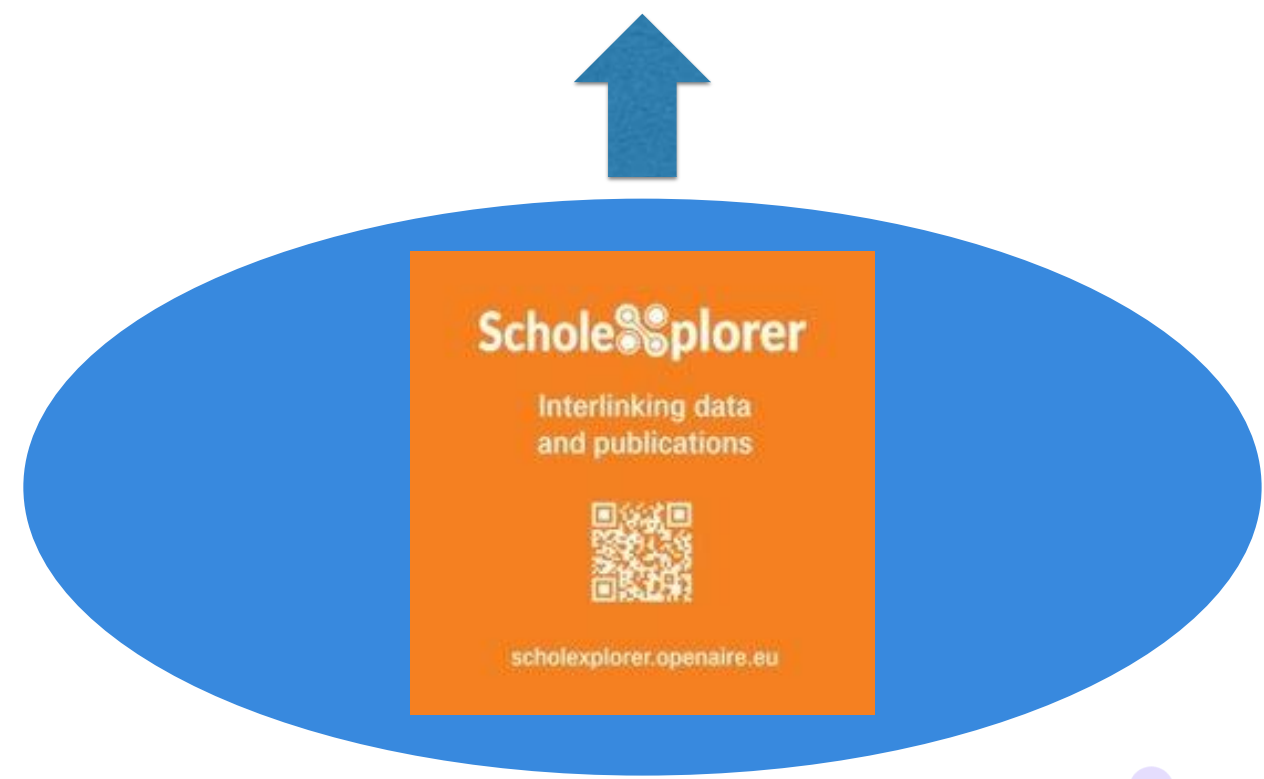 ScholeXplorer
Interlinking data
and publications
scholexplorer.openaire.eu